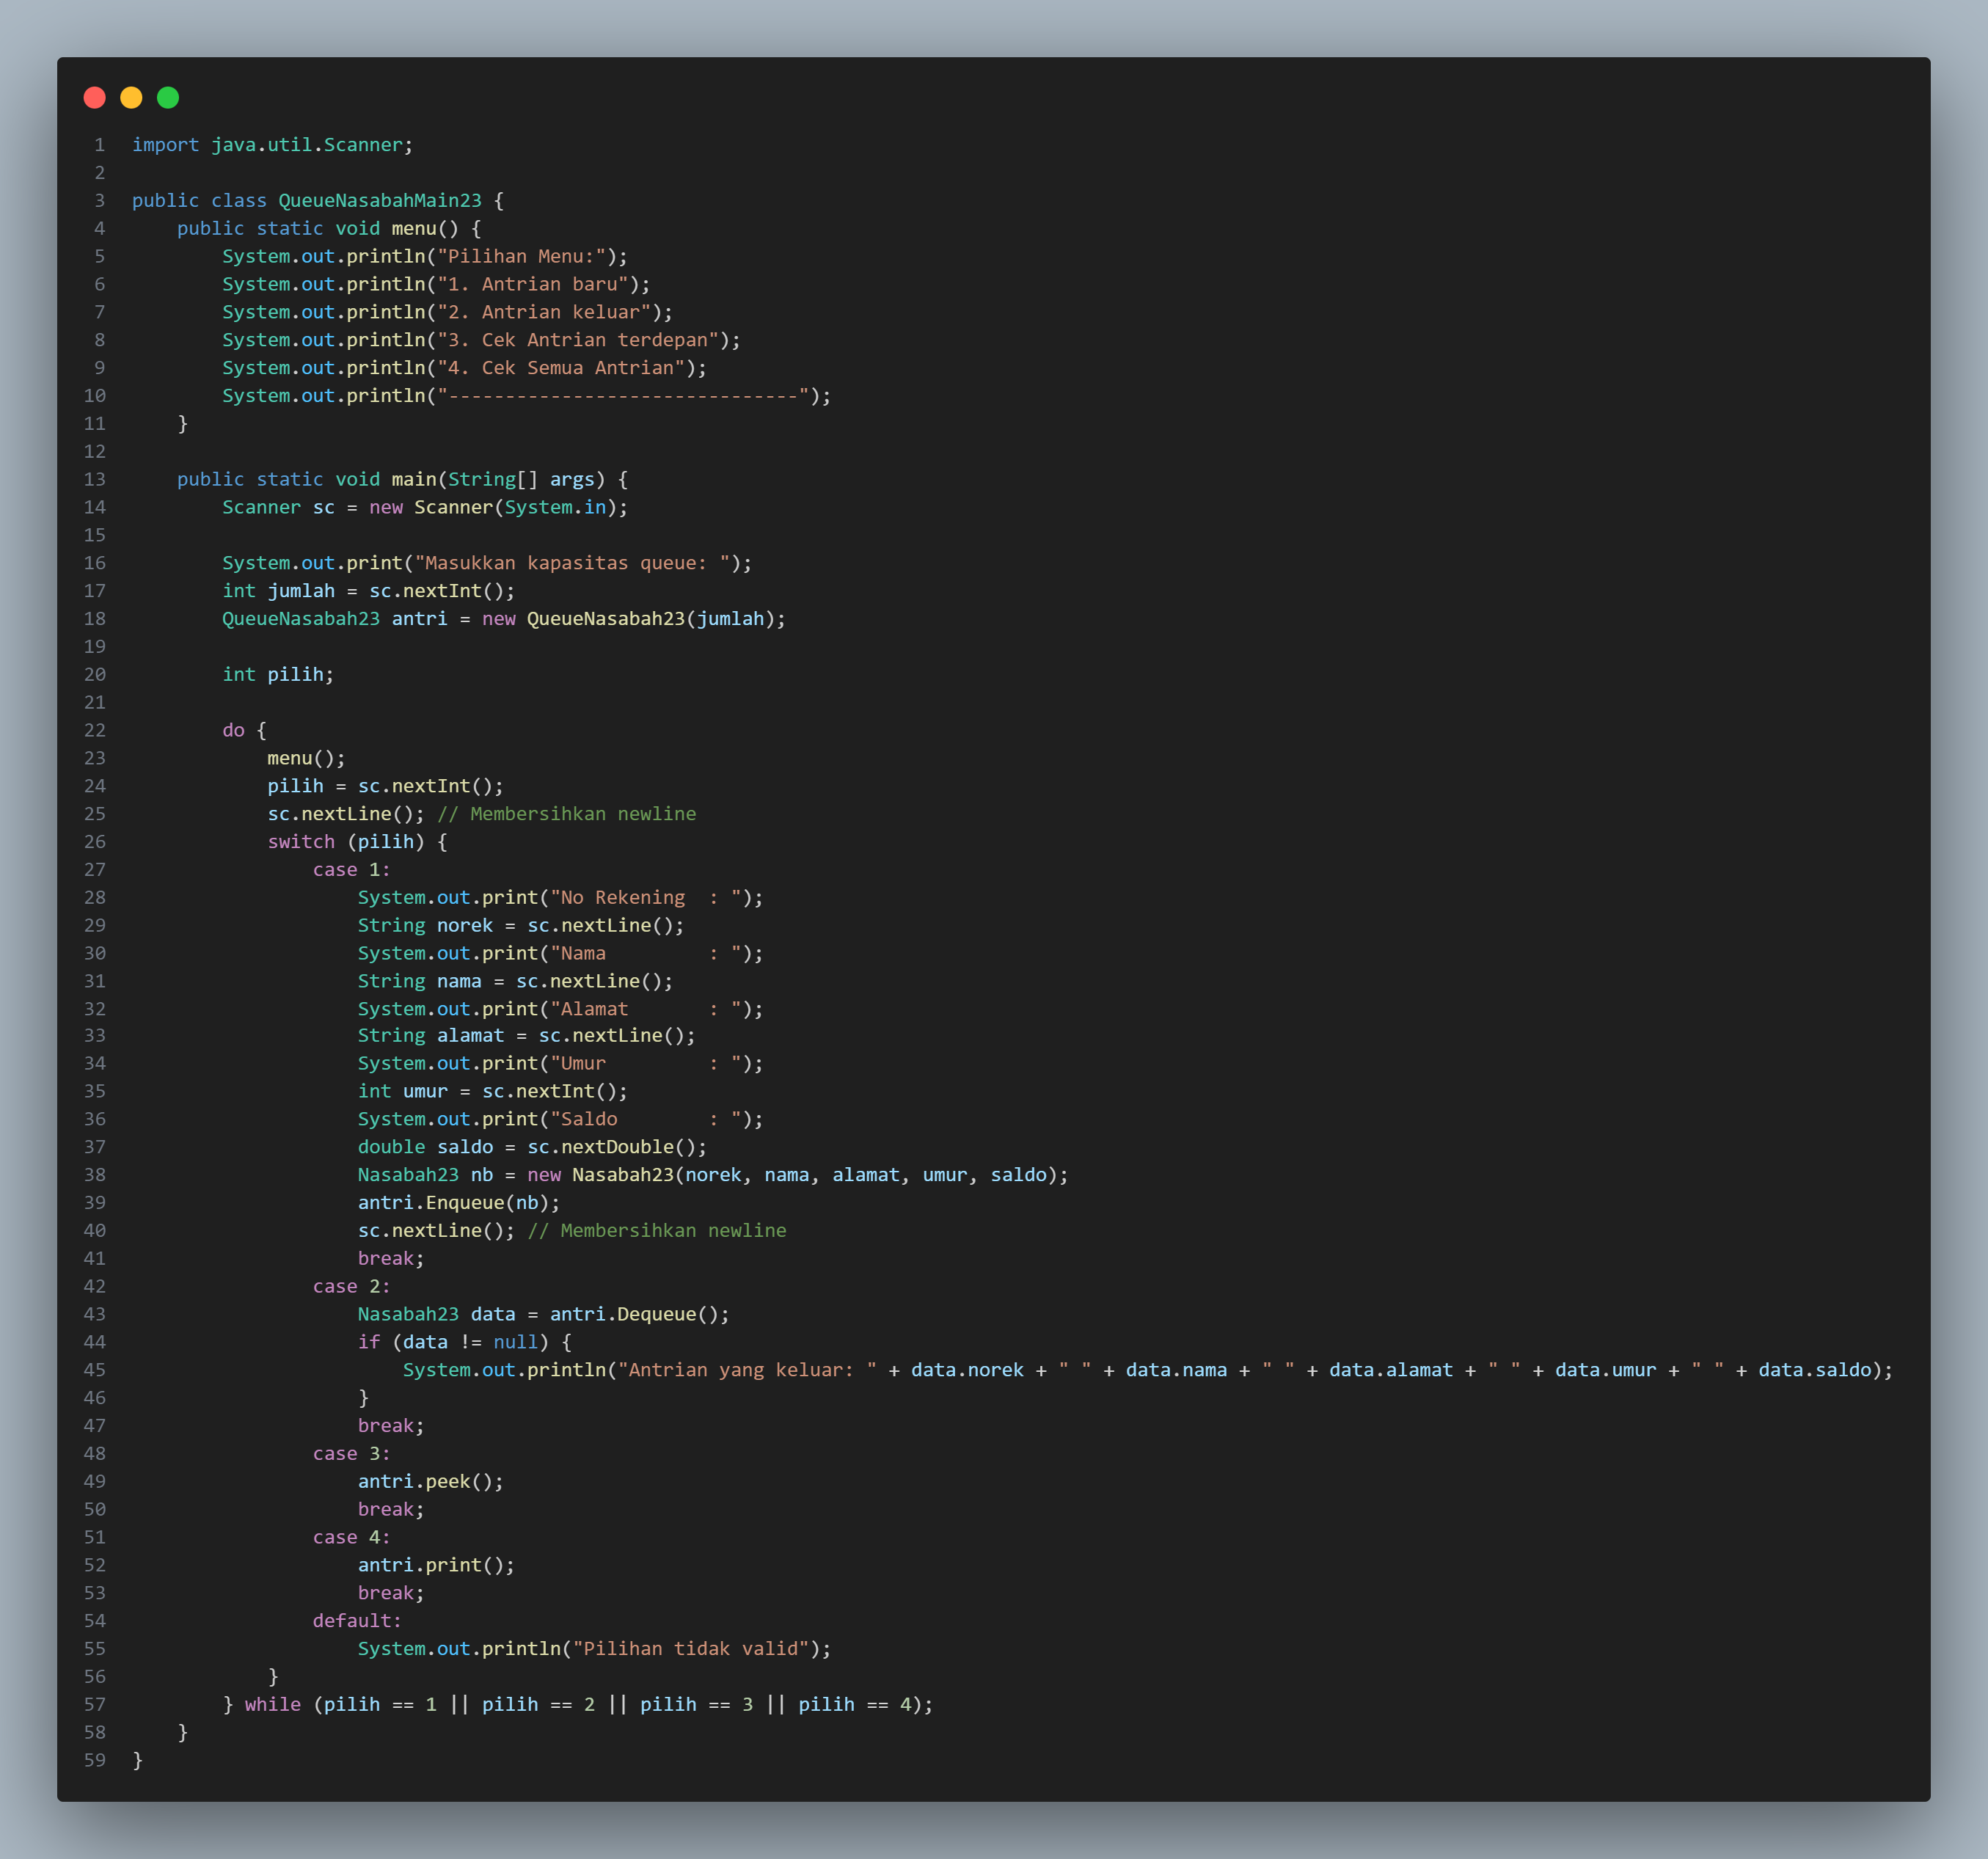 1 import java.util.Scanner;
2
3 public class QueueNasabahMain23 {
4     public static void menu() {
5         System.out.println("Pilihan Menu:");
6         System.out.println("1. Antrian baru");
7         System.out.println("2. Antrian keluar");
8         System.out.println("3. Cek Antrian terdepan");
9         System.out.println("4. Cek Semua Antrian");
10         System.out.println("-------------------------------");
11     }
12
13     public static void main(String[] args) {
14         Scanner sc = new Scanner(System.in);
15
16         System.out.print("Masukkan kapasitas queue: ");
17         int jumlah = sc.nextInt();
18         QueueNasabah23 antri = new QueueNasabah23(jumlah);
19
20         int pilih;
21
22         do {
23             menu();
24             pilih = sc.nextInt();
25             sc.nextLine(); // Membersihkan newline
26             switch (pilih) {
27                 case 1:
28                     System.out.print("No Rekening  : ");
29                     String norek = sc.nextLine();
30                     System.out.print("Nama         : ");
31                     String nama = sc.nextLine();
32                     System.out.print("Alamat       : ");
33                     String alamat = sc.nextLine();
34                     System.out.print("Umur         : ");
35                     int umur = sc.nextInt();
36                     System.out.print("Saldo        : ");
37                     double saldo = sc.nextDouble();
38                     Nasabah23 nb = new Nasabah23(norek, nama, alamat, umur, saldo);
39                     antri.Enqueue(nb);
40                     sc.nextLine(); // Membersihkan newline
41                     break;
42                 case 2:
43                     Nasabah23 data = antri.Dequeue();
44                     if (data != null) {
45                         System.out.println("Antrian yang keluar: " + data.norek + " " + data.nama + " " + data.alamat + " " + data.umur + " " + data.saldo);
46                     }
47                     break;
48                 case 3:
49                     antri.peek();
50                     break;
51                 case 4:
52                     antri.print();
53                     break;
54                 default:
55                     System.out.println("Pilihan tidak valid");
56             }
57         } while (pilih == 1 || pilih == 2 || pilih == 3 || pilih == 4);
58     }
59 }